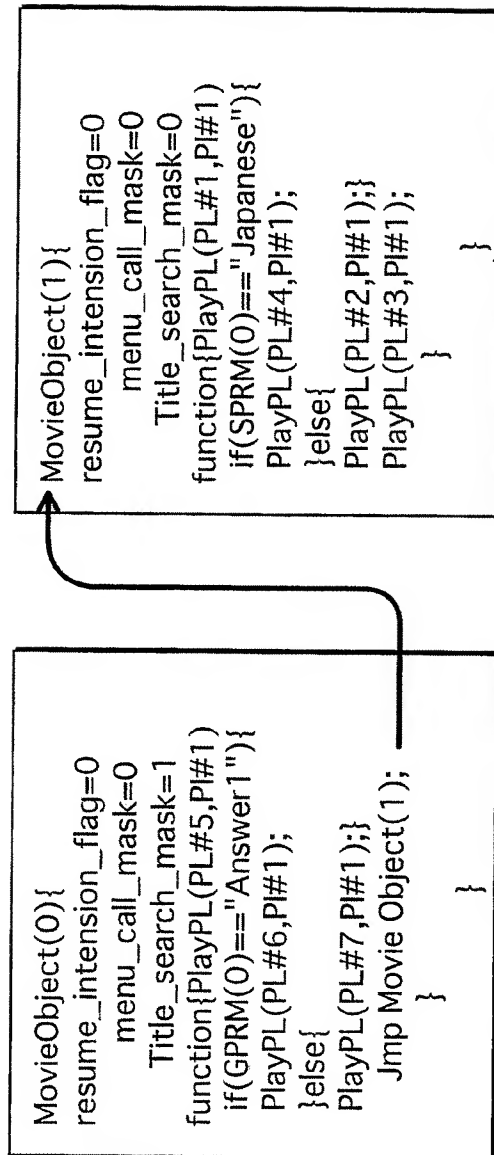 MovieObject(0){
resume_intension_flag=0
menu_call_mask=0
Title_search_mask=1
function{PlayPL(PL#5,PI#1)
if(GPRM(0)=="Answer1"){
PlayPL(PL#6,PI#1);
}else{
PlayPL(PL#7,PI#1);}
Jmp Movie Object(1);
}
}
MovieObject(1){
resume_intension_flag=0
menu_call_mask=0
Title_search_mask=0
function{PlayPL(PL#1,PI#1)
if(SPRM(0)=="Japanese"){
PlayPL(PL#4,PI#1);
}else{
PlayPL(PL#2,PI#1);}
PlayPL(PL#3,PI#1);
}
}